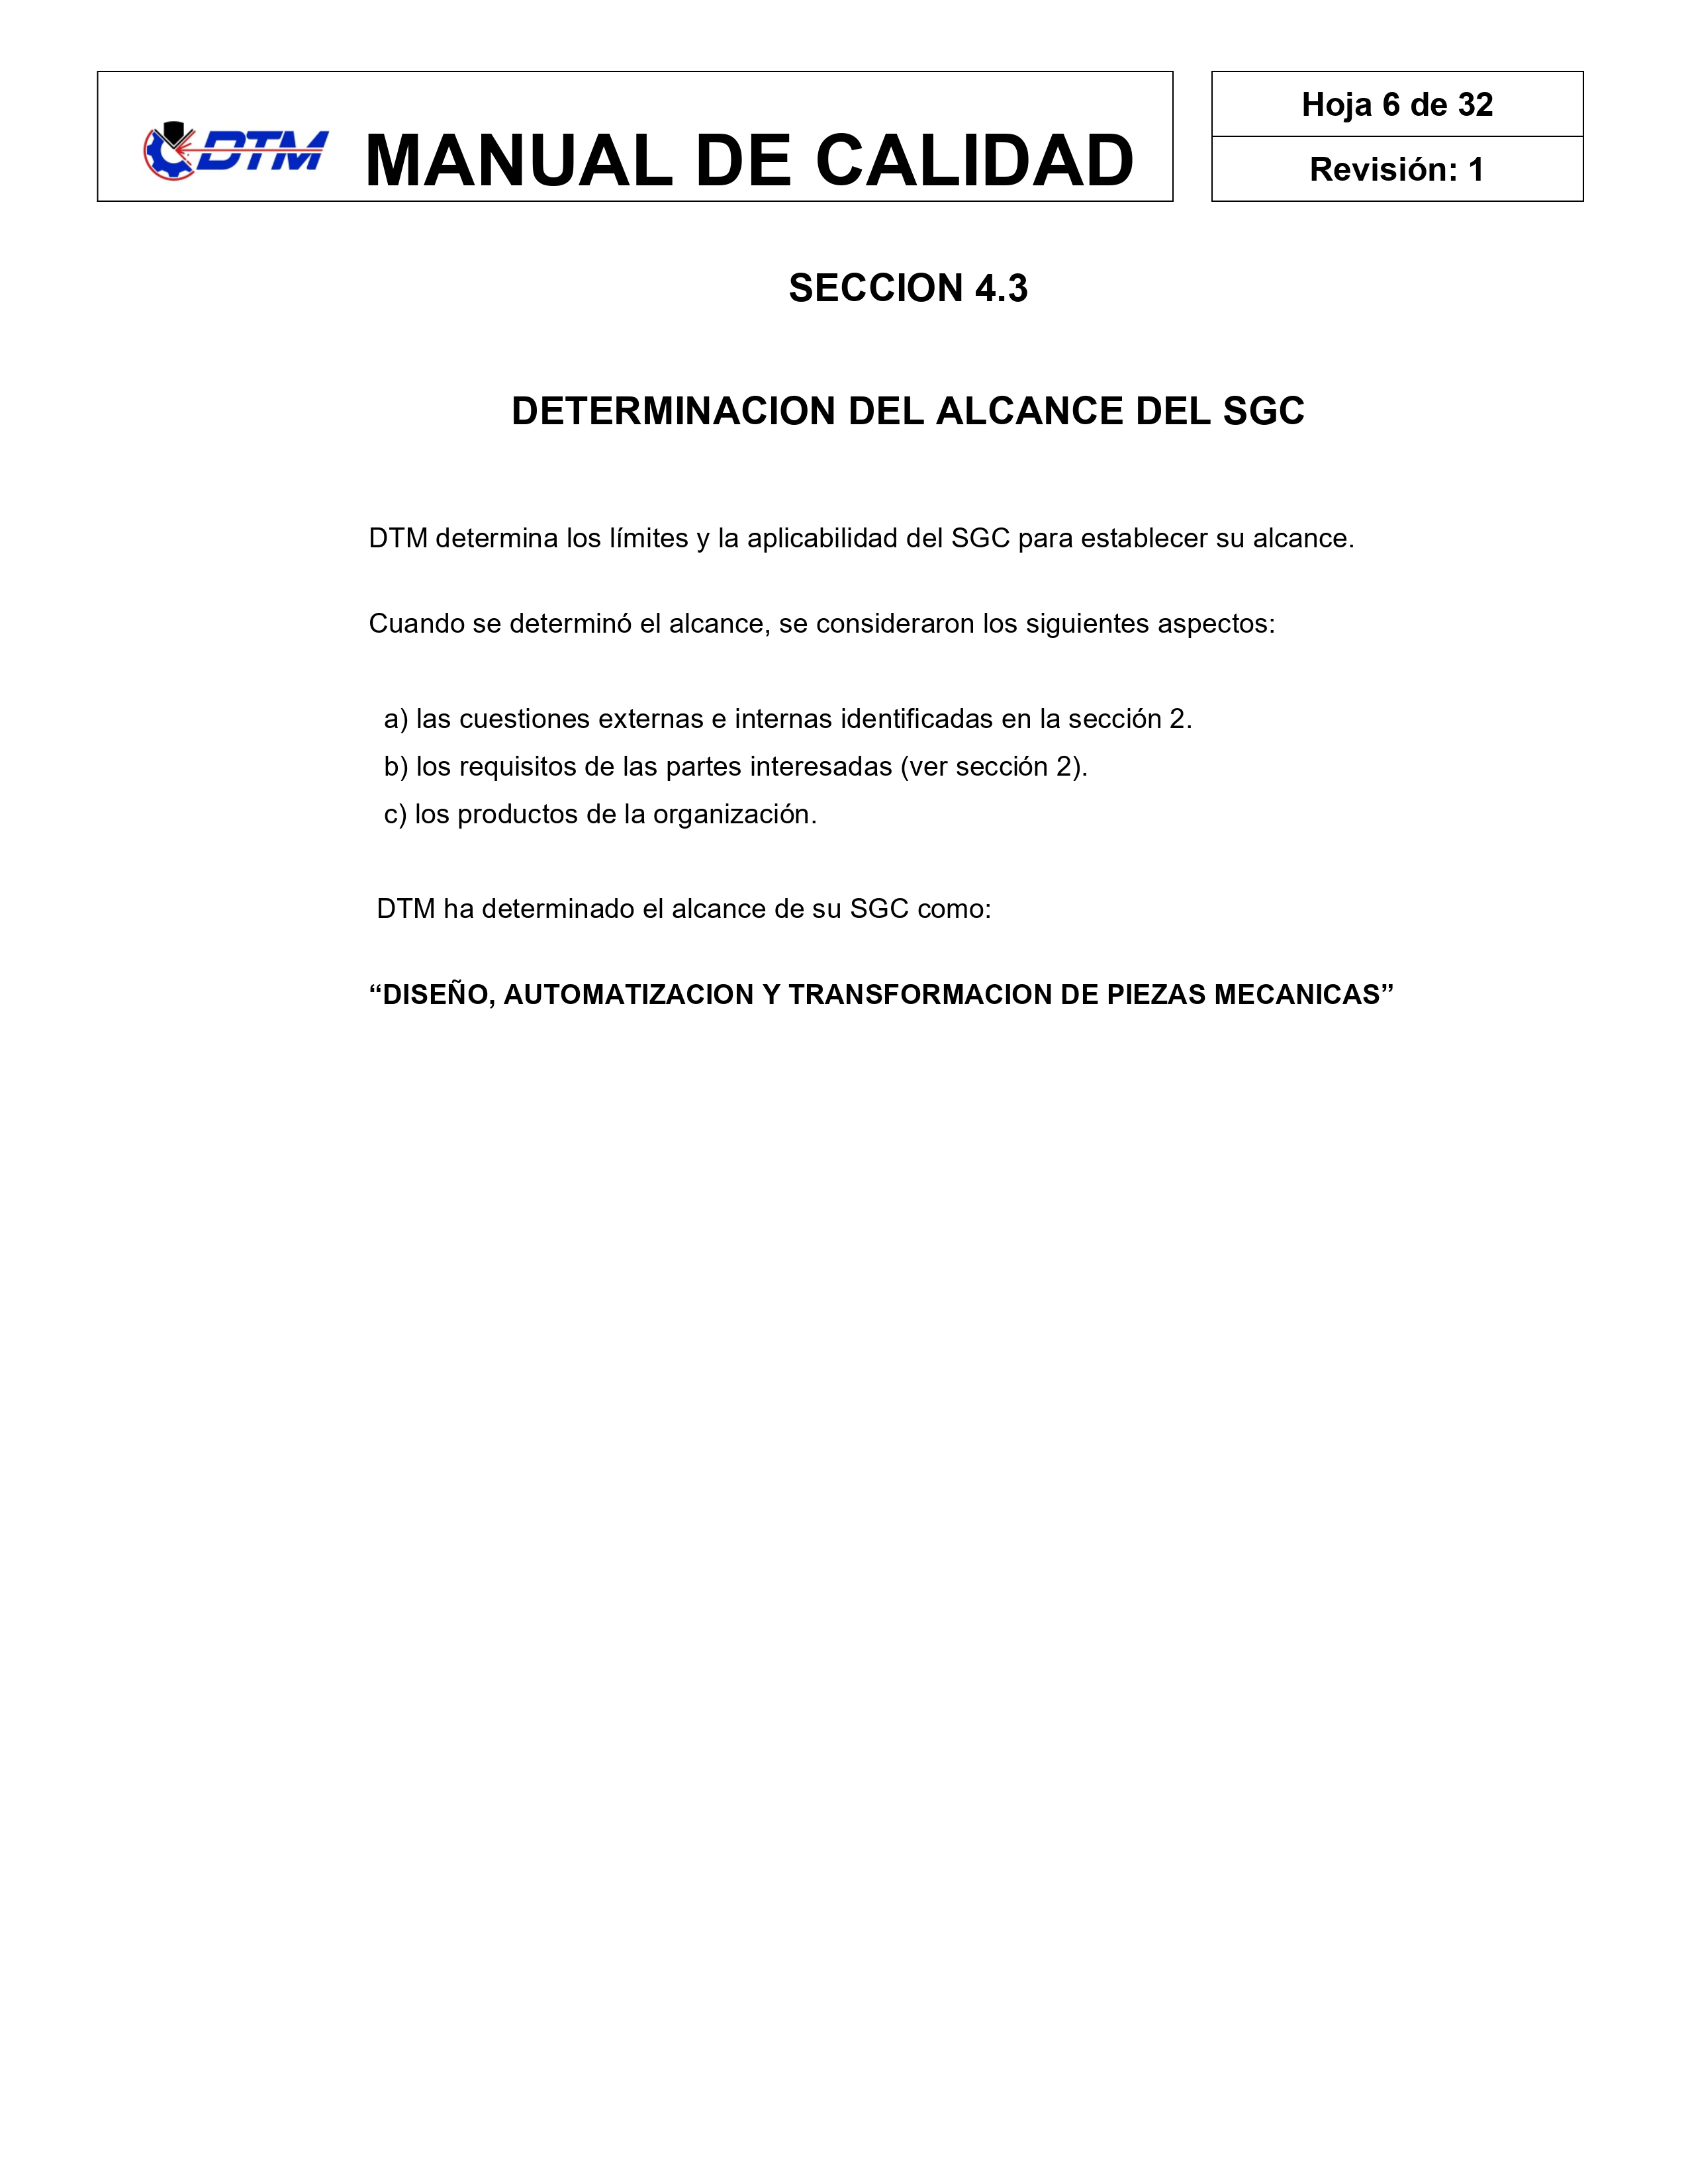 DTM
MANUAL DE CALIDAD
Hoja 6 de 32
Revisión: 1
SECCION 4.3
DETERMINACION DEL ALCANCE DEL SGC
DTM determina los límites y la aplicabilidad del SGC para establecer su alcance.
Cuando se determinó el alcance, se consideraron los siguientes aspectos:
a) las cuestiones externas e internas identificadas en la sección 2.
b) los requisitos de las partes interesadas (ver sección 2).
c) los productos de la organización.
DTM ha determinado el alcance de su SGC como:
“DISEÑO, AUTOMATIZACION Y TRANSFORMACION DE PIEZAS MECANICAS”